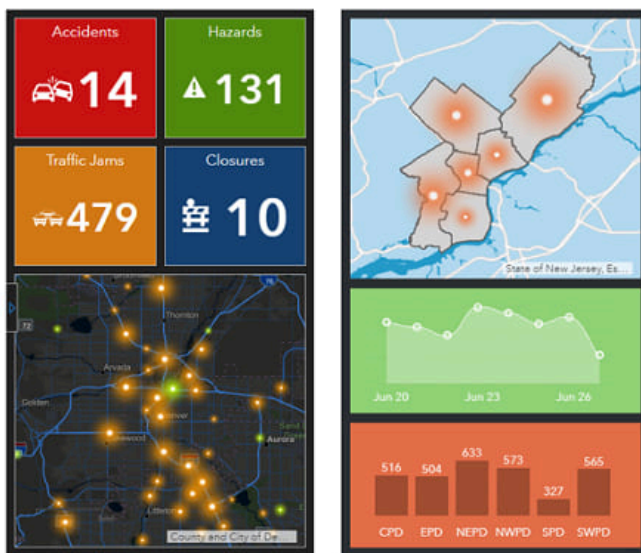 Accidents
14
Hazards
131
Traffic Jams
479
Closures
10
Thornton
Arvada
Golden
Lakewood
Aurora
Littleton
County and City of De...
State of New Jersey, Es...
Jun 20
Jun 23
Jun 26
516
504
633
573
327
565
CPD
EPD
NEPD
NWPD
SPD
SWPD